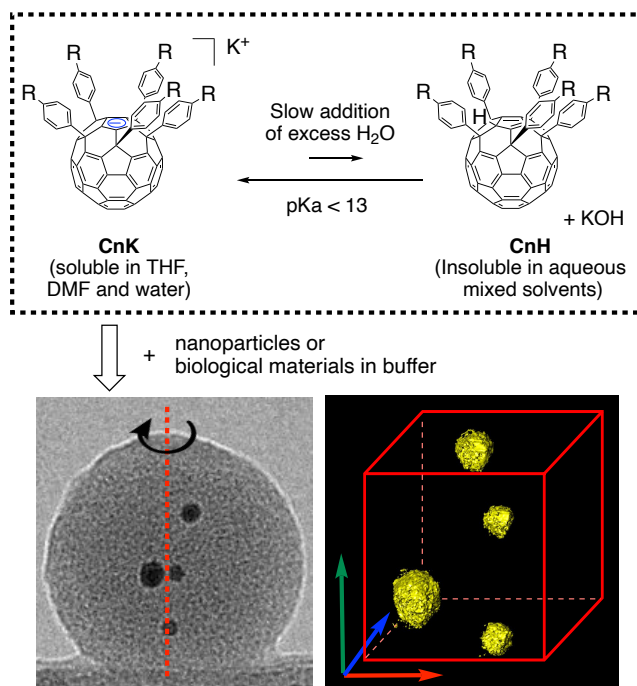 R
R
R
R
R
K+
Slow addition
of excess H2O
pKa < 13
R
R
R
R
R
H
+ KOH
CnK
(soluble in THF,
DMF and water)
CnH
(Insoluble in aqueous
mixed solvents)
+ nanoparticles or
biological materials in buffer